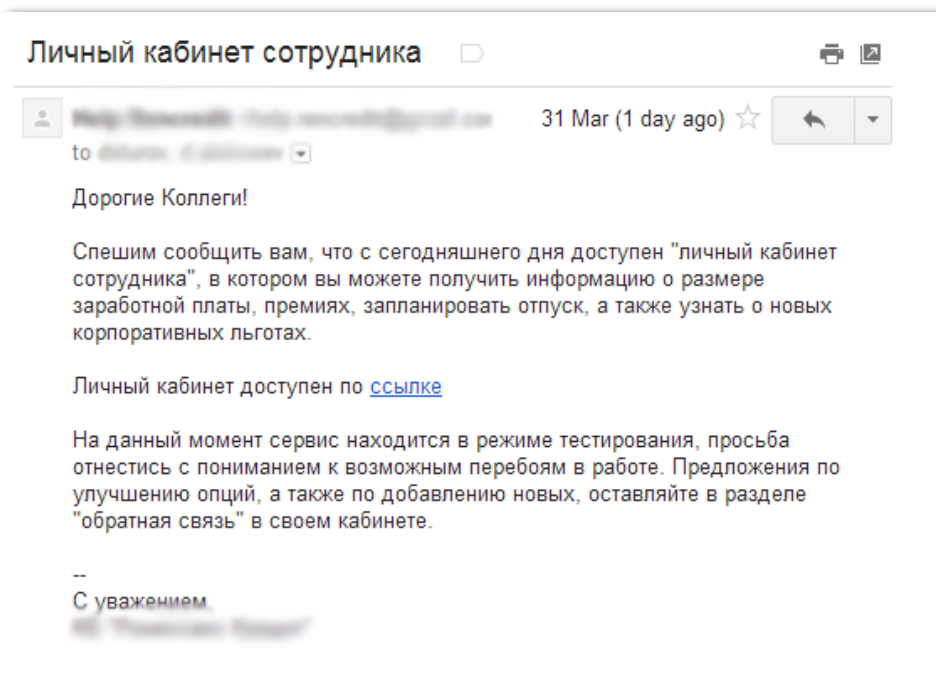 Личный кабинет сотрудника
31 Mar (1 day ago)
to
Дорогие Коллеги!
Спешим сообщить вам, что с сегодняшнего дня доступен "личный кабинет
сотрудника", в котором вы можете получить информацию о размере
заработной платы, премиях, запланировать отпуск, а также узнать о новых
корпоративных льготах.
Личный кабинет доступен по ссылке
На данный момент сервис находится в режиме тестирования, просьба
отнестись с пониманием к возможным перебоям в работе. Предложения по
улучшению опций, а также по добавлению новых, оставляйте в разделе
"обратная связь" в своем кабинете.
--
С уважением,